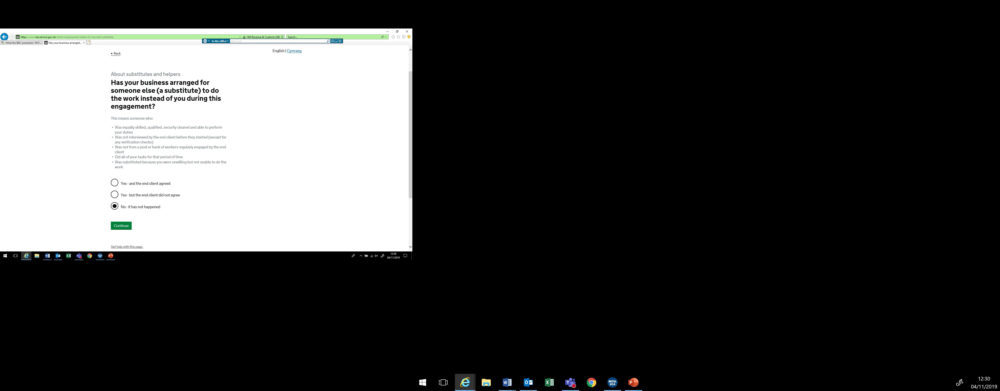 https://www.tax.service.gov.uk/check-employment-status-for-tax/sent-substitute
HM Revenue & Customs [GB
Search...
What the BBC presenters' IR35 ...
Has your business arranged...
In the office
Make a call
Back
English | Cymraeg
About substitutes and helpers
Has your business arranged for
someone else (a substitute) to do
the work instead of you during this
engagement?
This means someone who:
• Was equally skilled, qualified, security cleared and able to perform
your duties
• Was not interviewed by the end client before they started (except for
any verification checks)
• Was not from a pool or bank of workers regularly engaged by the end
client
• Did all of your tasks for that period of time
• Was substituted because you were unwilling but not unable to do the
work
Yes - and the end client agreed
Yes - but the end client did not agree
No - it has not happened
Continue
Get help with this page.
12:30
04/11/2019
MITEL
UCA
12:30
04/11/2019